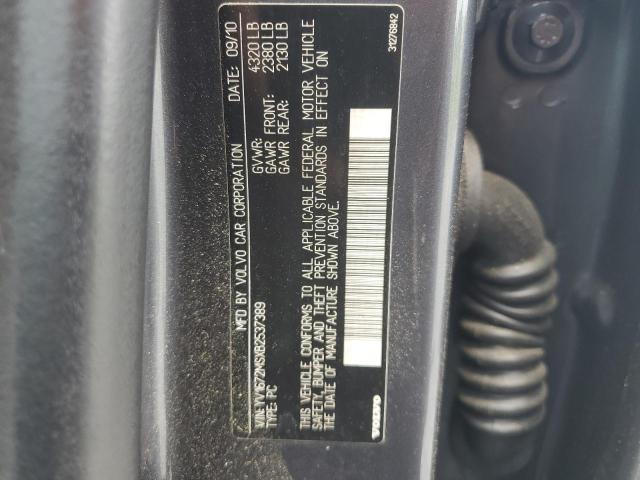 MFD BY VOLVO CAR CORPORATION DATE: 09/10
GVWR: 4320 LB
GAWR FRONT: 2380 LB
GAWR REAR: 2130 LB
VIN: YV1672MSXB2537389
TYPE: PC
THIS VEHICLE CONFORMS TO ALL APPLICABLE FEDERAL MOTOR VEHICLE
SAFETY, BUMPER AND THEFT PREVENTION STANDARDS IN EFFECT ON
THE DATE OF MANUFACTURE SHOWN ABOVE.
VOLVO
31276842